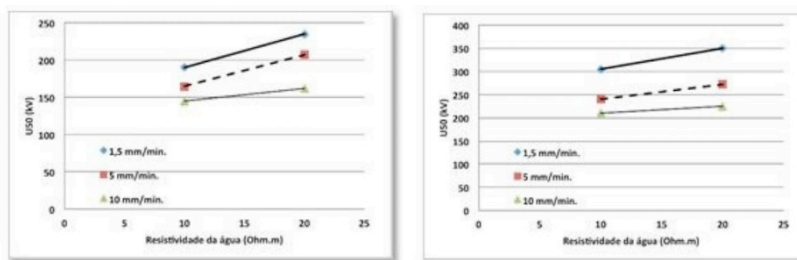 250
200
150
100
50
0
U50 (kV)
1,5 mm/min.
5 mm/min.
10 mm/min.
0 5 10 15 20 25
Resistividade da água (Ohm.m)
400
350
300
250
200
150
100
50
0
U50 (kV)
1,5 mm/min.
5 mm/min.
10 mm/min.
0 5 10 15 20 25
Resistividade da água (Ohm.m)